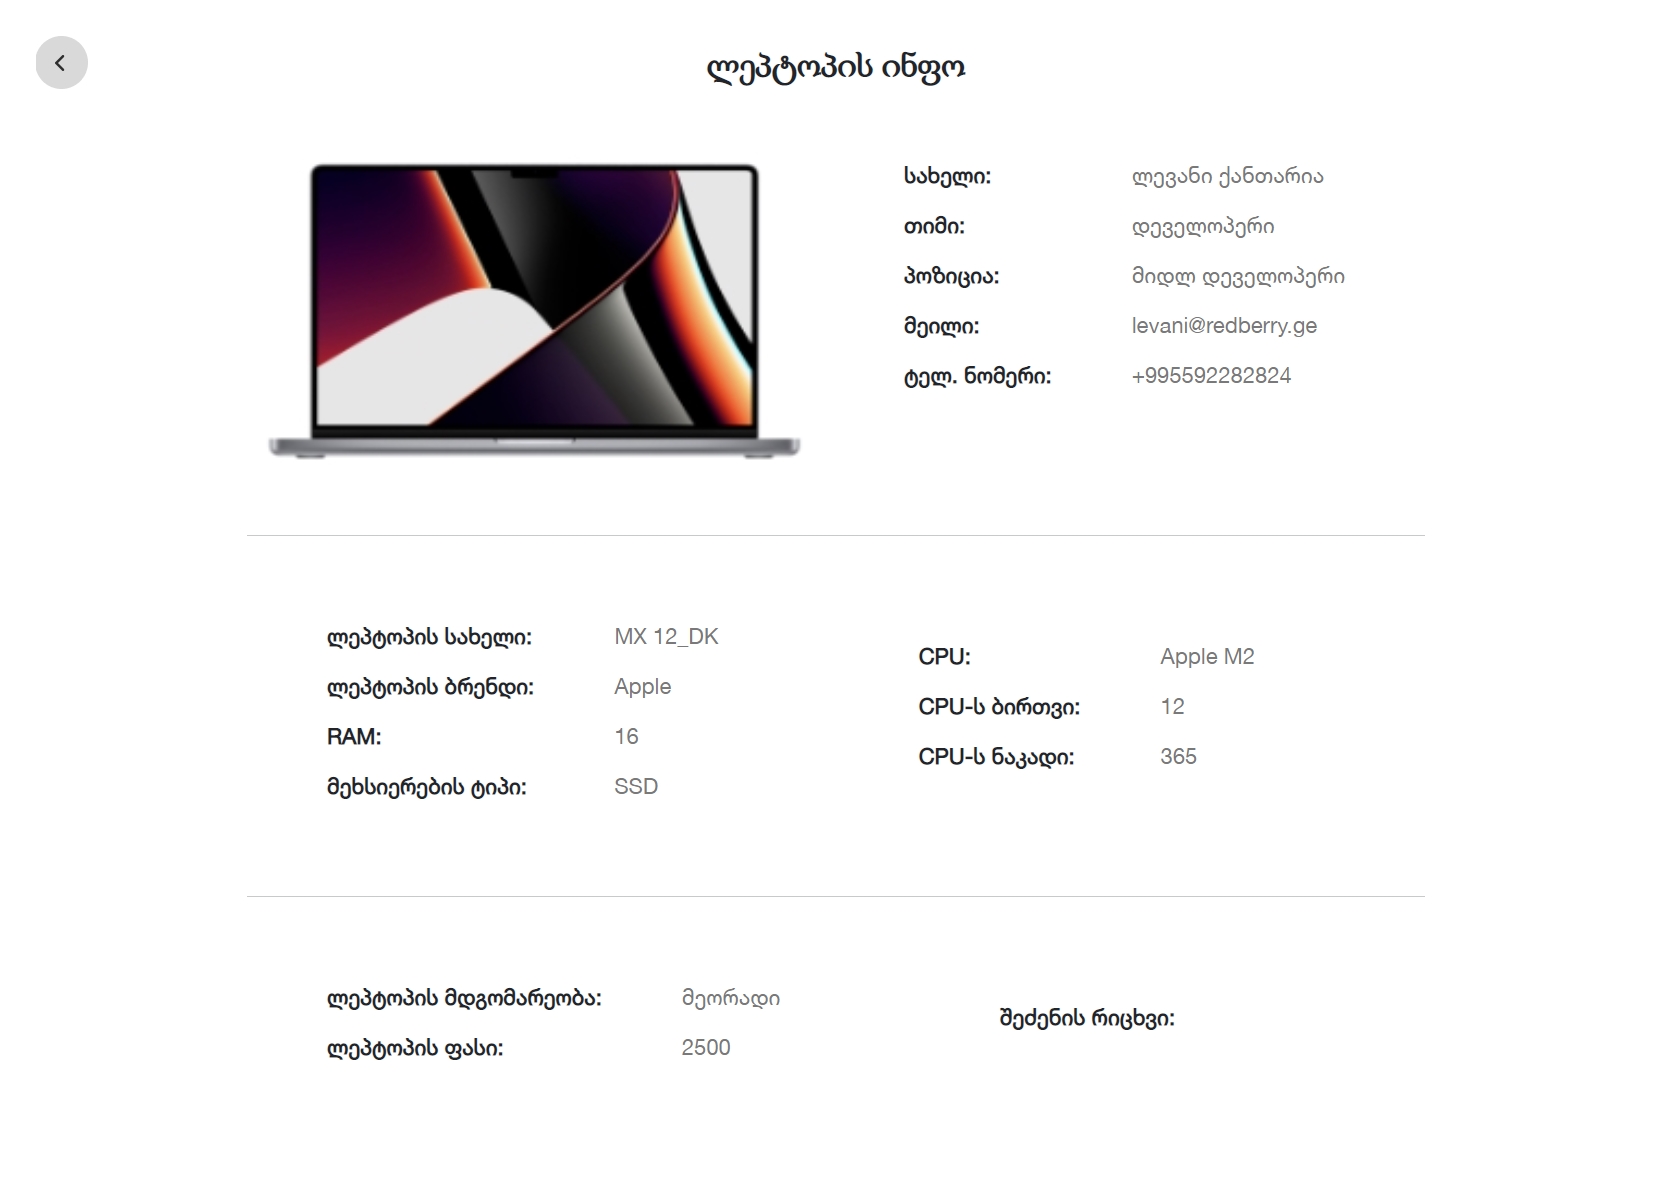 ლეპტოპის ინფო
სახელი: ლევანი ქანთარია
თიმი: დეველოპერი
პოზიცია: მიდლ დეველოპერი
მეილი: levani@redberry.ge
ტელ. ნომერი: +995592282824
ლეპტოპის სახელი: MX 12_DK
ლეპტოპის ბრენდი: Apple
RAM: 16
მეხსიერების ტიპი: SSD
CPU: Apple M2
CPU-ს ბირთვი: 12
CPU-ს ნაკადი: 365
ლეპტოპის მდგომარეობა: მეორადი
ლეპტოპის ფასი: 2500
შეძენის რიცხვი: